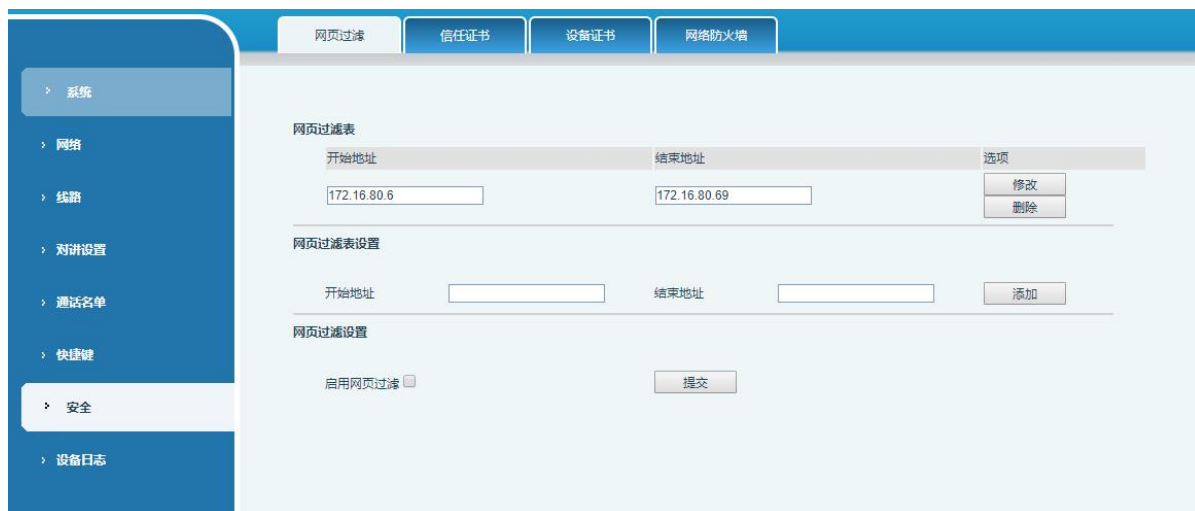 网页过滤 信任证书 设备证书 网络防火墙
系统
网络
线路
对讲设置
通话名单
快捷键
安全
设备日志
网页过滤表
开始地址 结束地址 选项
172.16.80.6 172.16.80.69 修改
删除
网页过滤表设置
开始地址 结束地址 添加
网页过滤设置
启用网页过滤 提交